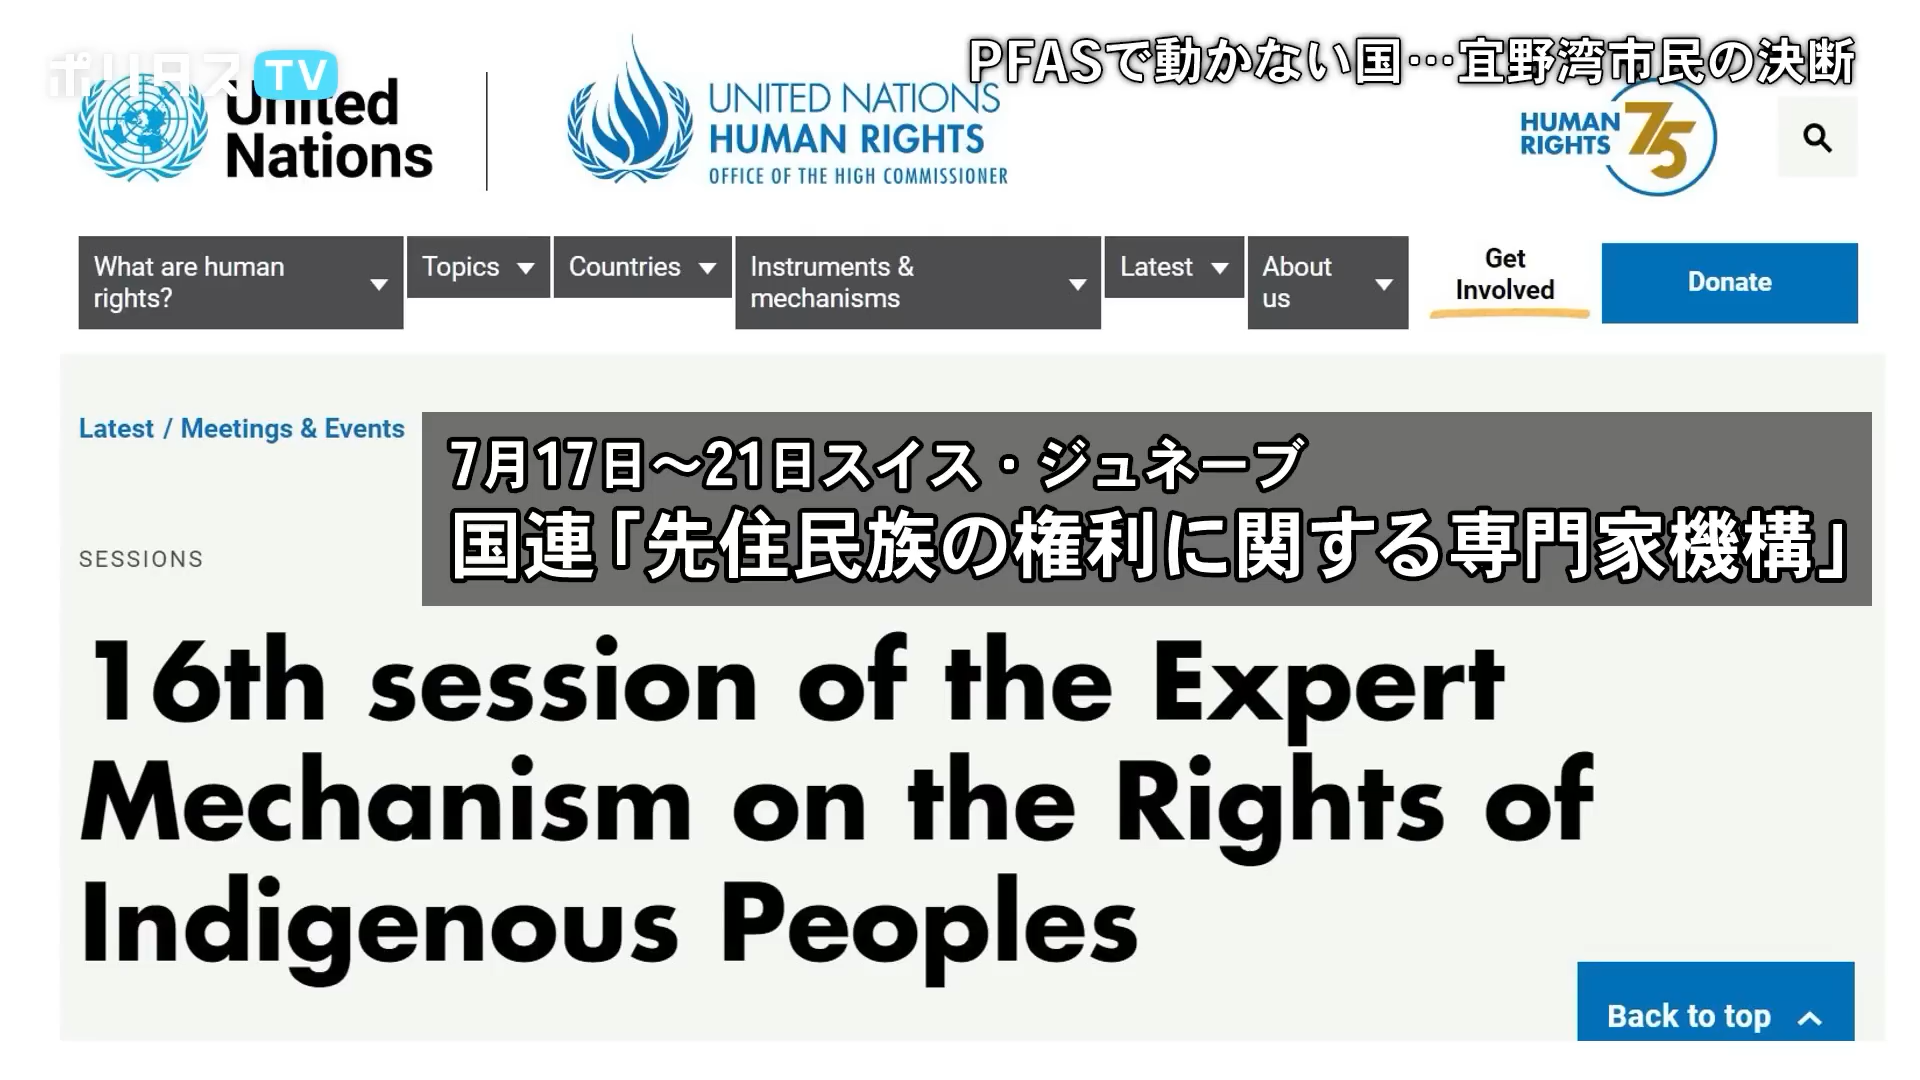 ポリタスTV
PFASで動かない国…宜野湾市民の決断
United
Nations
UNITED NATIONS
HUMAN RIGHTS
OFFICE OF THE HIGH COMMISSIONER
HUMAN
RIGHTS
75
What are human
rights?
Topics
Countries
Instruments &
mechanisms
Latest
About
us
Get
Involved
Donate
Latest / Meetings & Events
7月17日～21日スイス・ジュネーブ
国連「先住民族の権利に関する専門家機構」
SESSIONS
16th session of the Expert
Mechanism on the Rights of
Indigenous Peoples
Back to top